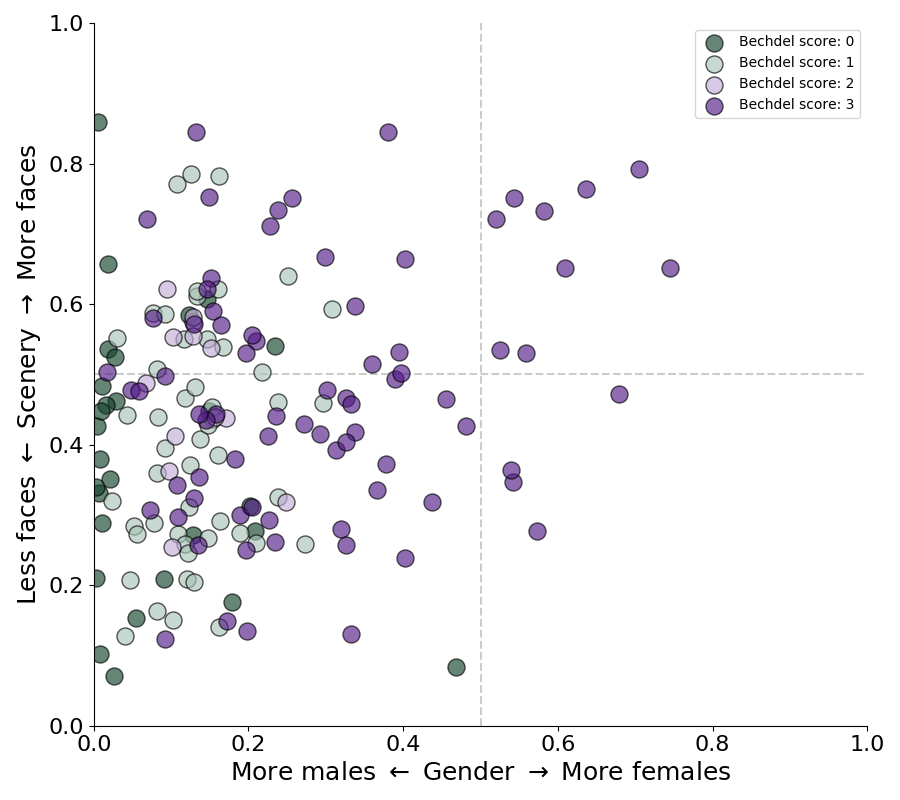 Bechdel score: 0
Bechdel score: 1
Bechdel score: 2
Bechdel score: 3
1.0
0.8
0.6
0.4
0.2
0.0
Less faces ← Scenery → More faces
0.0 0.2 0.4 0.6 0.8 1.0
More males ← Gender → More females